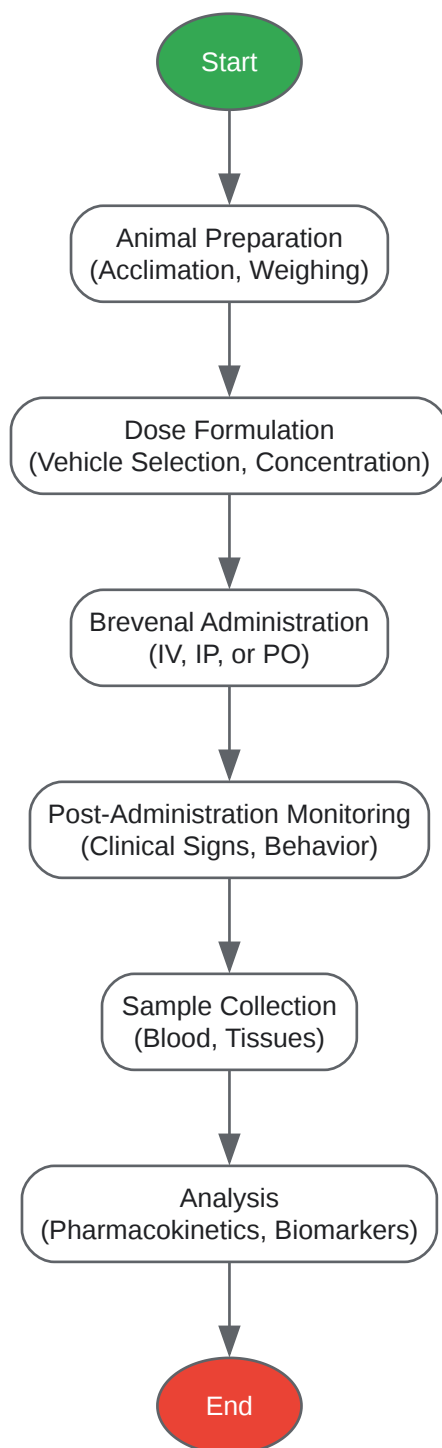 Start
Animal Preparation
(Acclimation, Weighing)
Dose Formulation
(Vehicle Selection, Concentration)
Brevenal Administration
(IV, IP, or PO)
Post-Administration Monitoring
(Clinical Signs, Behavior)
Sample Collection
(Blood, Tissues)
Analysis
(Pharmacokinetics, Biomarkers)
End